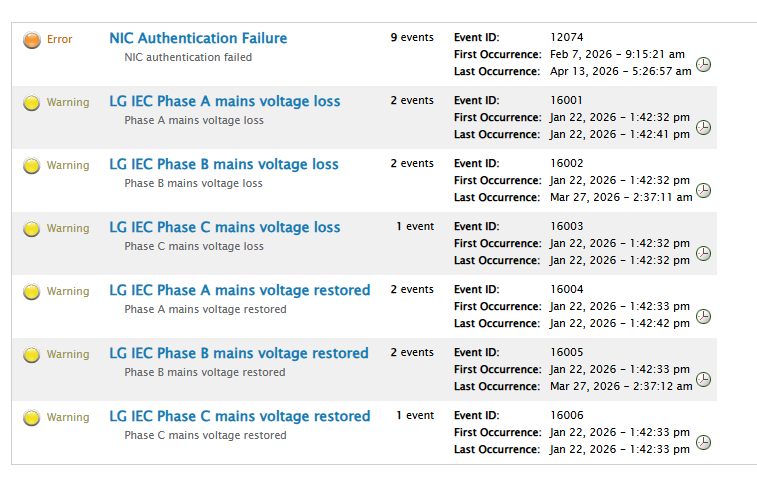 Error NIC Authentication Failure 9 events Event ID: 12074
NIC authentication failed First Occurrence: Feb 7, 2026 – 9:15:21 am
Last Occurrence: Apr 13, 2026 – 5:26:57 am
Warning LG IEC Phase A mains voltage loss 2 events Event ID: 16001
Phase A mains voltage loss First Occurrence: Jan 22, 2026 – 1:42:32 pm
Last Occurrence: Jan 22, 2026 – 1:42:41 pm
Warning LG IEC Phase B mains voltage loss 2 events Event ID: 16002
Phase B mains voltage loss First Occurrence: Jan 22, 2026 – 1:42:32 pm
Last Occurrence: Mar 27, 2026 – 2:37:11 am
Warning LG IEC Phase C mains voltage loss 1 event Event ID: 16003
Phase C mains voltage loss First Occurrence: Jan 22, 2026 – 1:42:32 pm
Last Occurrence: Jan 22, 2026 – 1:42:32 pm
Warning LG IEC Phase A mains voltage restored 2 events Event ID: 16004
Phase A mains voltage restored First Occurrence: Jan 22, 2026 – 1:42:33 pm
Last Occurrence: Jan 22, 2026 – 1:42:42 pm
Warning LG IEC Phase B mains voltage restored 2 events Event ID: 16005
Phase B mains voltage restored First Occurrence: Jan 22, 2026 – 1:42:33 pm
Last Occurrence: Mar 27, 2026 – 2:37:12 am
Warning LG IEC Phase C mains voltage restored 1 event Event ID: 16006
Phase C mains voltage restored First Occurrence: Jan 22, 2026 – 1:42:33 pm
Last Occurrence: Jan 22, 2026 – 1:42:33 pm